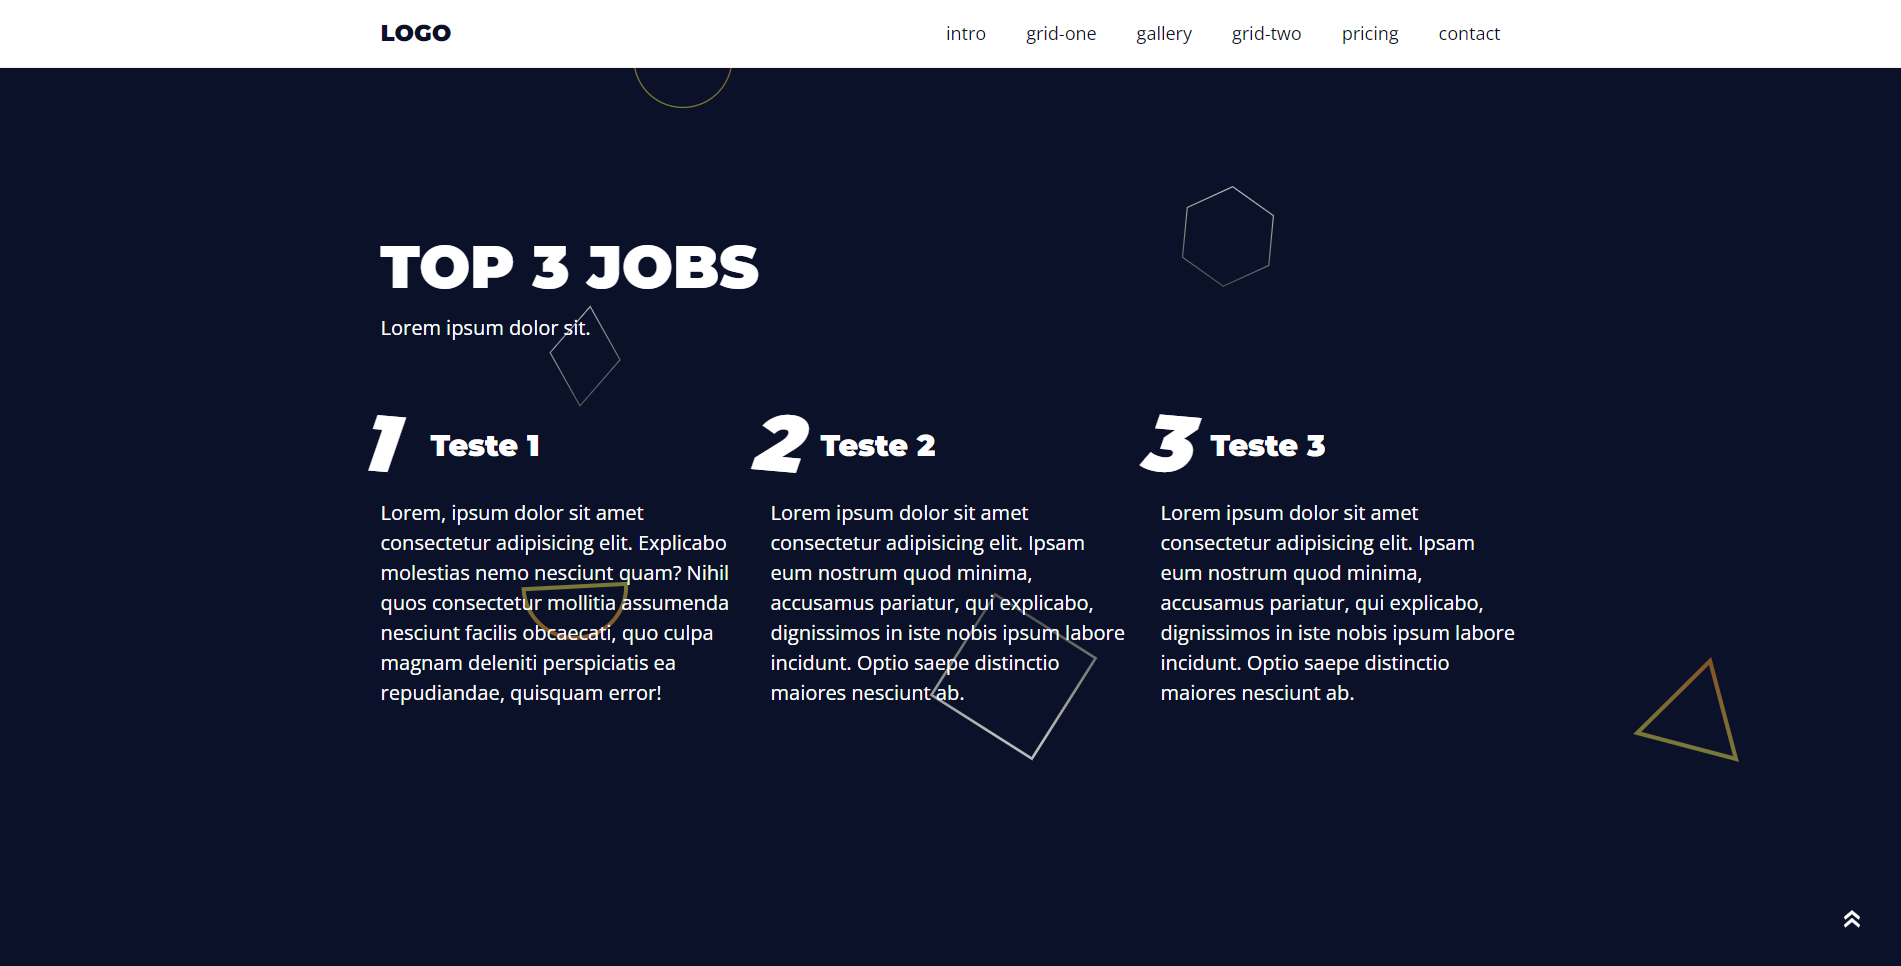 LOGO
intro grid-one gallery grid-two pricing contact
TOP 3 JOBS
Lorem ipsum dolor sit.
1 Teste 1
Lorem, ipsum dolor sit amet
consectetur adipisicing elit. Explicabo
molestias nemo nesciunt quam? Nihil
quos consectetur mollitia assumenda
nesciunt facilis obcaecati, quo culpa
magnam deleniti perspiciatis ea
repudiandae, quisquam error!
2 Teste 2
Lorem ipsum dolor sit amet
consectetur adipisicing elit. Ipsam
eum nostrum quod minima,
accusamus pariatur, qui explicabo,
dignissimos in iste nobis ipsum labore
incidunt. Optio saepe distinctio
maiores nesciunt ab.
3 Teste 3
Lorem ipsum dolor sit amet
consectetur adipisicing elit. Ipsam
eum nostrum quod minima,
accusamus pariatur, qui explicabo,
dignissimos in iste nobis ipsum labore
incidunt. Optio saepe distinctio
maiores nesciunt ab.